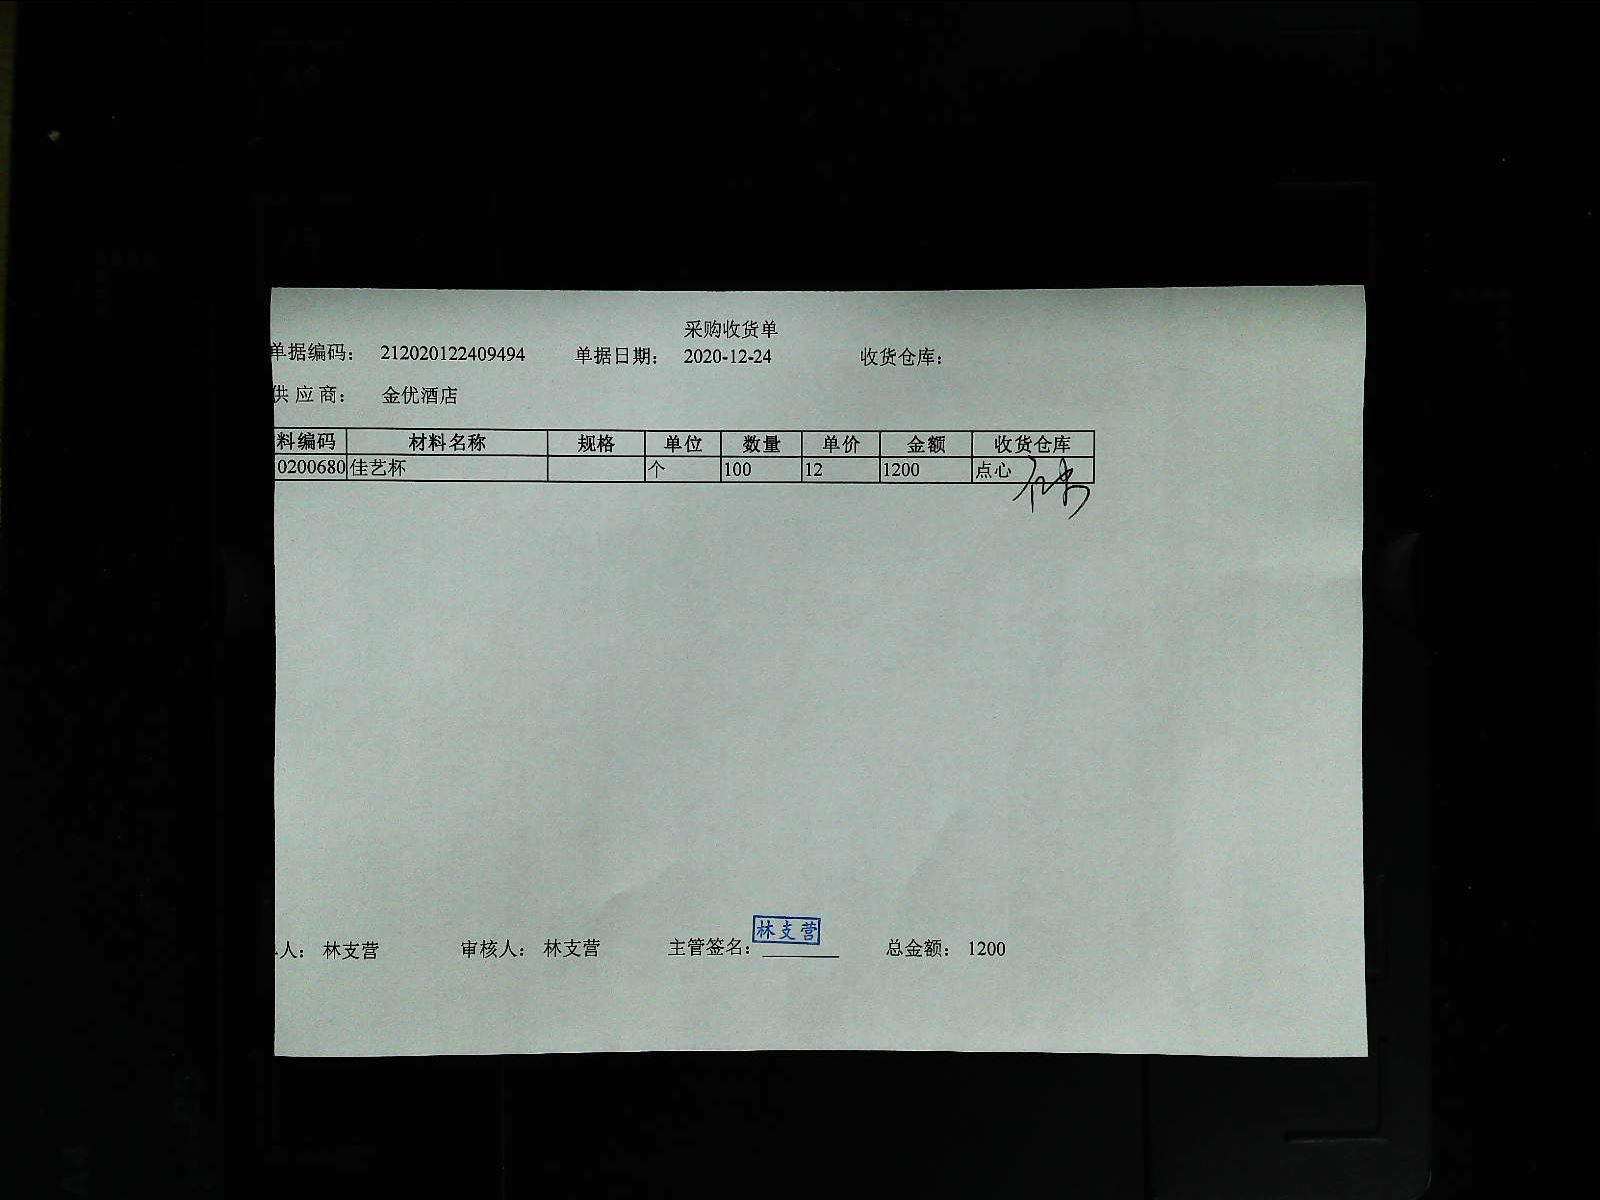 采购收货单
单据编码： 212020122409494 单据日期： 2020-12-24 收货仓库：
供应商： 金优酒店
料编码 材料名称 规格 单位 数量 单价 金额 收货仓库
0200680 佳艺杯 个 100 12 1200 点心
林支营
人： 林支营 审核人： 林支营 主管签名： 总金额： 1200